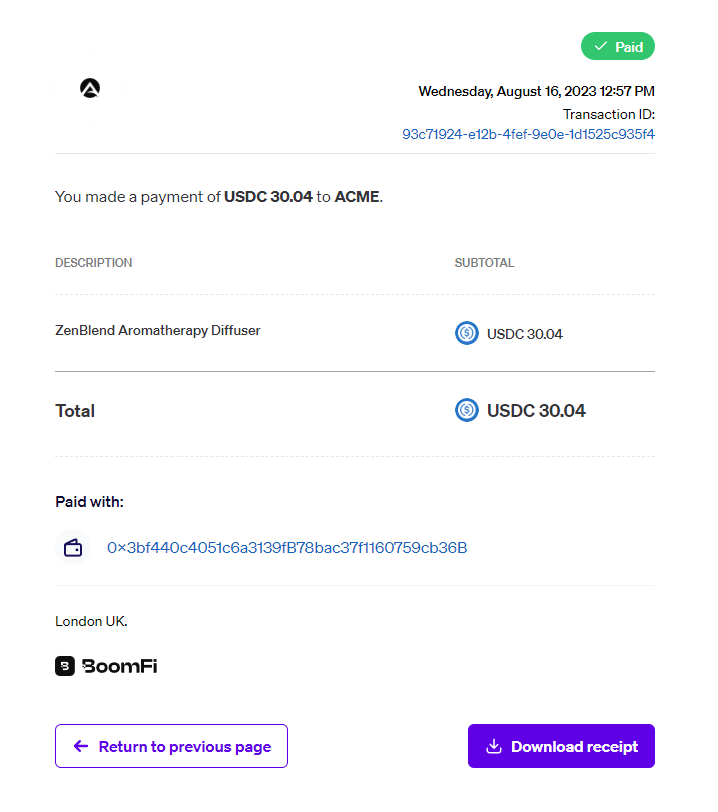 Paid
Wednesday, August 16, 2023 12:57 PM
Transaction ID:
93c71924-e12b-4fef-9e0e-1d1525c935f4
You made a payment of USDC 30.04 to ACME.
DESCRIPTION SUBTOTAL
ZenBlend Aromatherapy Diffuser USDC 30.04
Total USDC 30.04
Paid with:
0x3bf440c4051c6a3139fB78bac37f1160759cb36B
London UK.
BoomFi
Return to previous page Download receipt